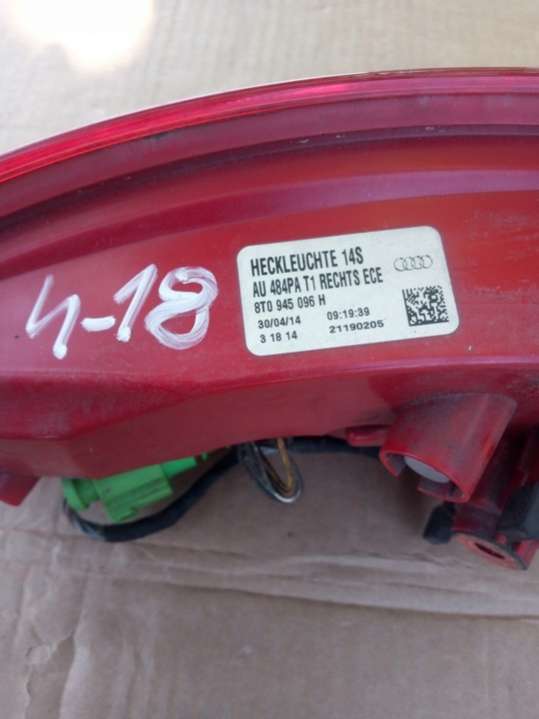 HECKLEUCHTE 14S
AU 484PA T1 RECHTS ECE
8T0 945 096 H
30/04/14 09:19:39
3 18 14 21190205
4-18